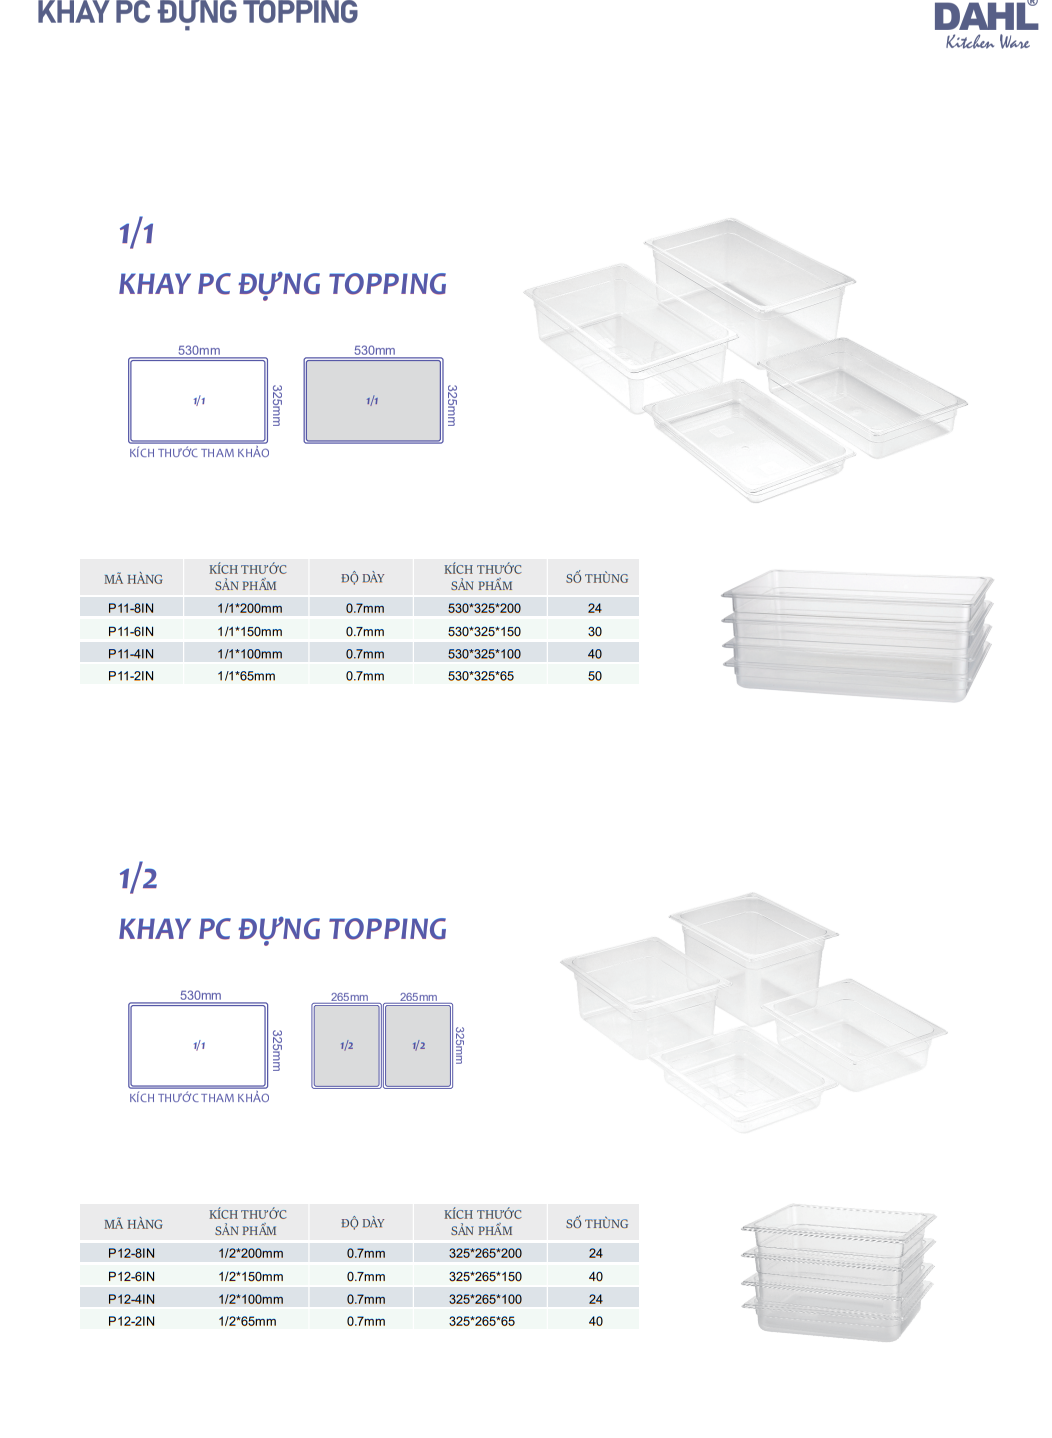 KHAY PC ĐỰNG TOPPING
DAHL®
Kitchen Ware
1/1
KHAY PC ĐỰNG TOPPING
530mm 530mm
1/1 325mm 1/1 325mm
KÍCH THƯỚC THAM KHẢO
MÃ HÀNG KÍCH THƯỚC SẢN PHẨM ĐỘ DÀY KÍCH THƯỚC SẢN PHẨM SỐ THÙNG
P11-8IN 1/1*200mm 0.7mm 530*325*200 24
P11-6IN 1/1*150mm 0.7mm 530*325*150 30
P11-4IN 1/1*100mm 0.7mm 530*325*100 40
P11-2IN 1/1*65mm 0.7mm 530*325*65 50
1/2
KHAY PC ĐỰNG TOPPING
530mm 265mm 265mm
1/1 325mm 1/2 1/2 325mm
KÍCH THƯỚC THAM KHẢO
MÃ HÀNG KÍCH THƯỚC SẢN PHẨM ĐỘ DÀY KÍCH THƯỚC SẢN PHẨM SỐ THÙNG
P12-8IN 1/2*200mm 0.7mm 325*265*200 24
P12-6IN 1/2*150mm 0.7mm 325*265*150 40
P12-4IN 1/2*100mm 0.7mm 325*265*100 24
P12-2IN 1/2*65mm 0.7mm 325*265*65 40